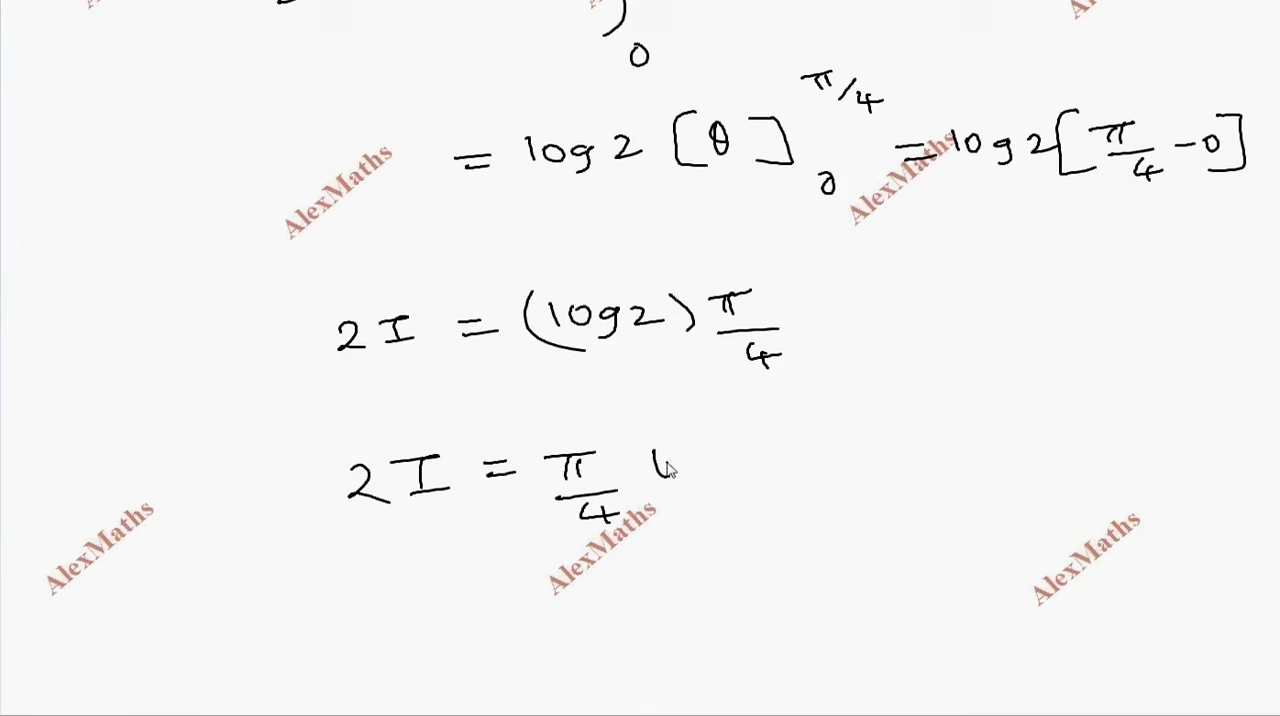 0
= log 2 [θ]₀^π/4 = log 2 [π/4 - 0]
2I = (log 2) π/4
2I = π/4
AlexMaths
AlexMaths
AlexMaths
AlexMaths
AlexMaths